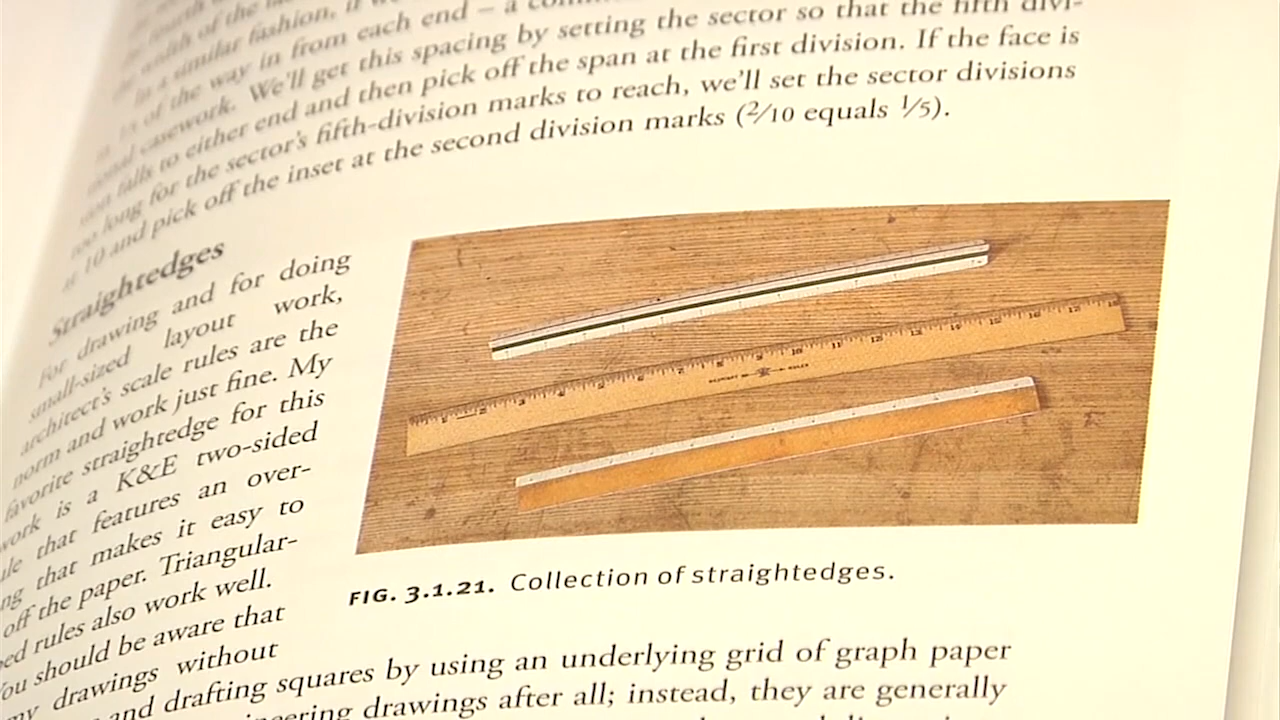 in a similar fashion, if we
of the way in from each end – a
casework. We'll get this spacing by setting the sector so that the fifth divi-
falls to either end and then pick off the span at the first division. If the face is
too long for the sector's fifth-division marks to reach, we'll set the sector divisions
at 10 and pick off the inset at the second division marks (2/10 equals 1/5).
Straightedges
For drawing and for doing
small-sized layout work,
architect's scale rules are the
norm and work just fine. My
favorite straightedge for this
work is a K&E two-sided
that features an over-
that makes it easy to
off the paper. Triangular-
rules also work well.
You should be aware that
my drawings without
and drafting squares by using an underlying grid of graph paper
drawings after all; instead, they are generally
FIG. 3.1.21. Collection of straightedges.